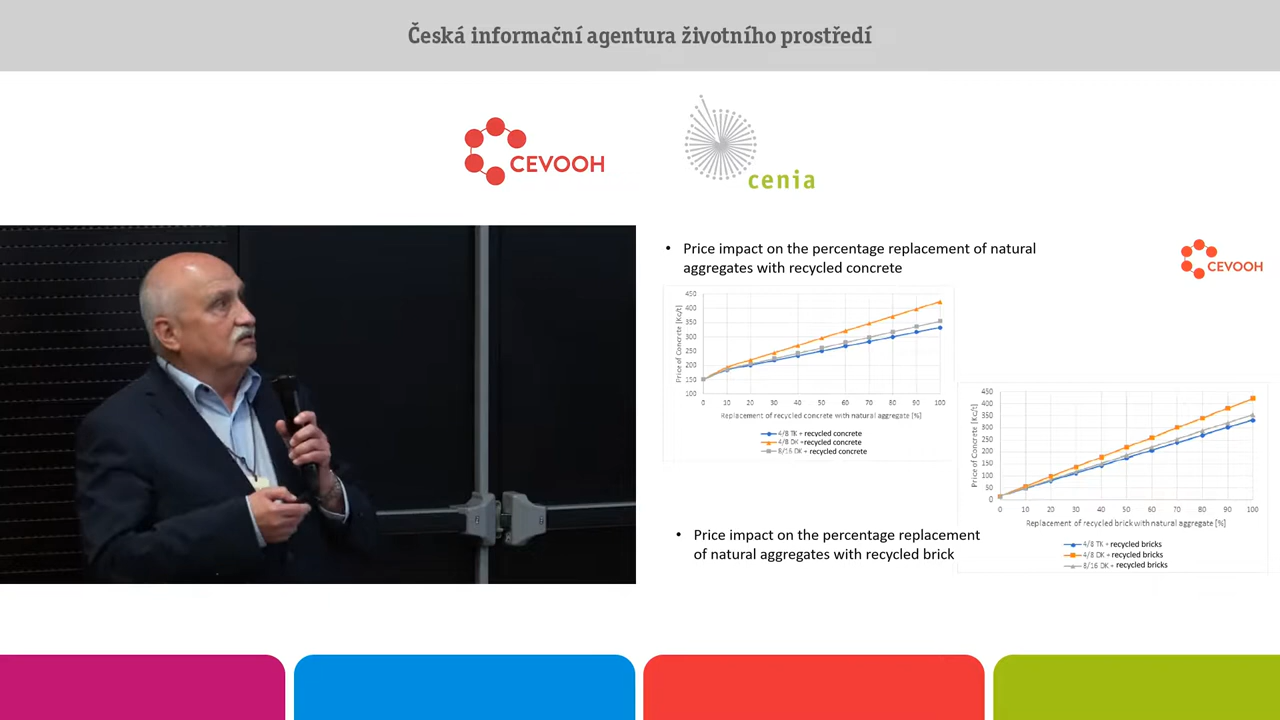 Česká informační agentura životního prostředí
CEVOOH
cenia
• Price impact on the percentage replacement of natural
aggregates with recycled concrete
CEVOOH
Price of Concrete [Kc/t]
450
400
350
300
250
200
150
100
0 10 20 30 40 50 60 70 80 90 100
Replacement of recycled concrete with natural aggregate [%]
4/8 TK + recycled concrete
4/8 DK + recycled concrete
8/16 DK + recycled concrete
Price of Concrete [Kc/t]
450
400
350
300
250
200
150
100
50
0
0 10 20 30 40 50 60 70 80 90 100
Replacement of recycled brick with natural aggregate [%]
4/8 TK + recycled bricks
4/8 DK + recycled bricks
8/16 DK + recycled bricks
• Price impact on the percentage replacement
of natural aggregates with recycled brick